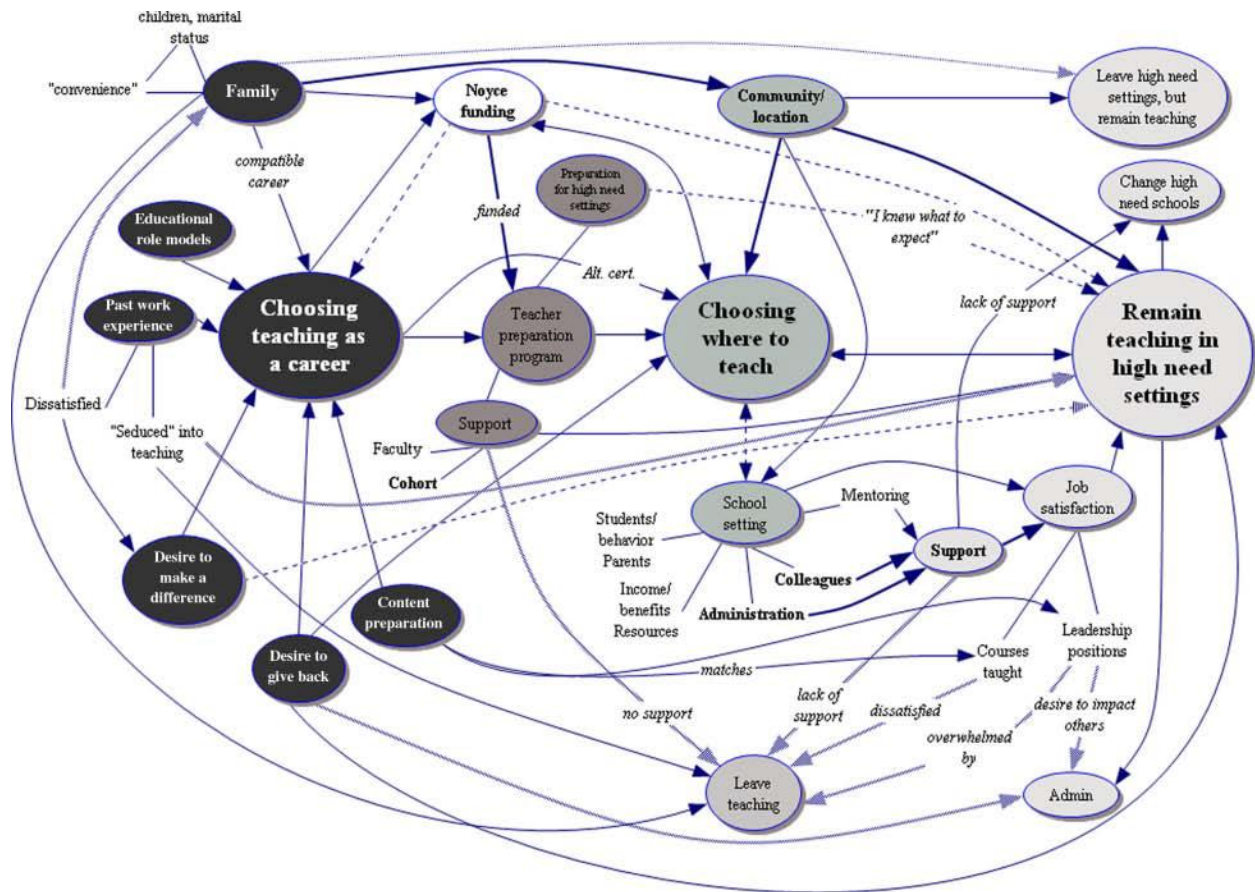 children, marital
status
"convenience"
Family
Noyce
funding
Community/
location
Leave high need
settings, but
remain teaching
compatible
career
funded
Preparation
for high need
settings
"I knew what to
expect"
Change high
need schools
Educational
role models
Alt. cert.
lack of support
Past work
experience
Choosing
teaching as
a career
Teacher
preparation
program
Choosing
where to
teach
Remain
teaching in
high need
settings
Dissatisfied
"Seduced" into
teaching
Support
Faculty
Cohort
School
setting
Mentoring
Job
satisfaction
Students/
behavior
Parents
Support
Colleagues
Income/
benefits
Resources
Administration
Desire to
make a
difference
Content
preparation
Desire to
give back
matches
Courses
taught
Leadership
positions
no support
lack of
support
dissatisfied
overwhelmed
by
desire to impact
others
Leave
teaching
Admin